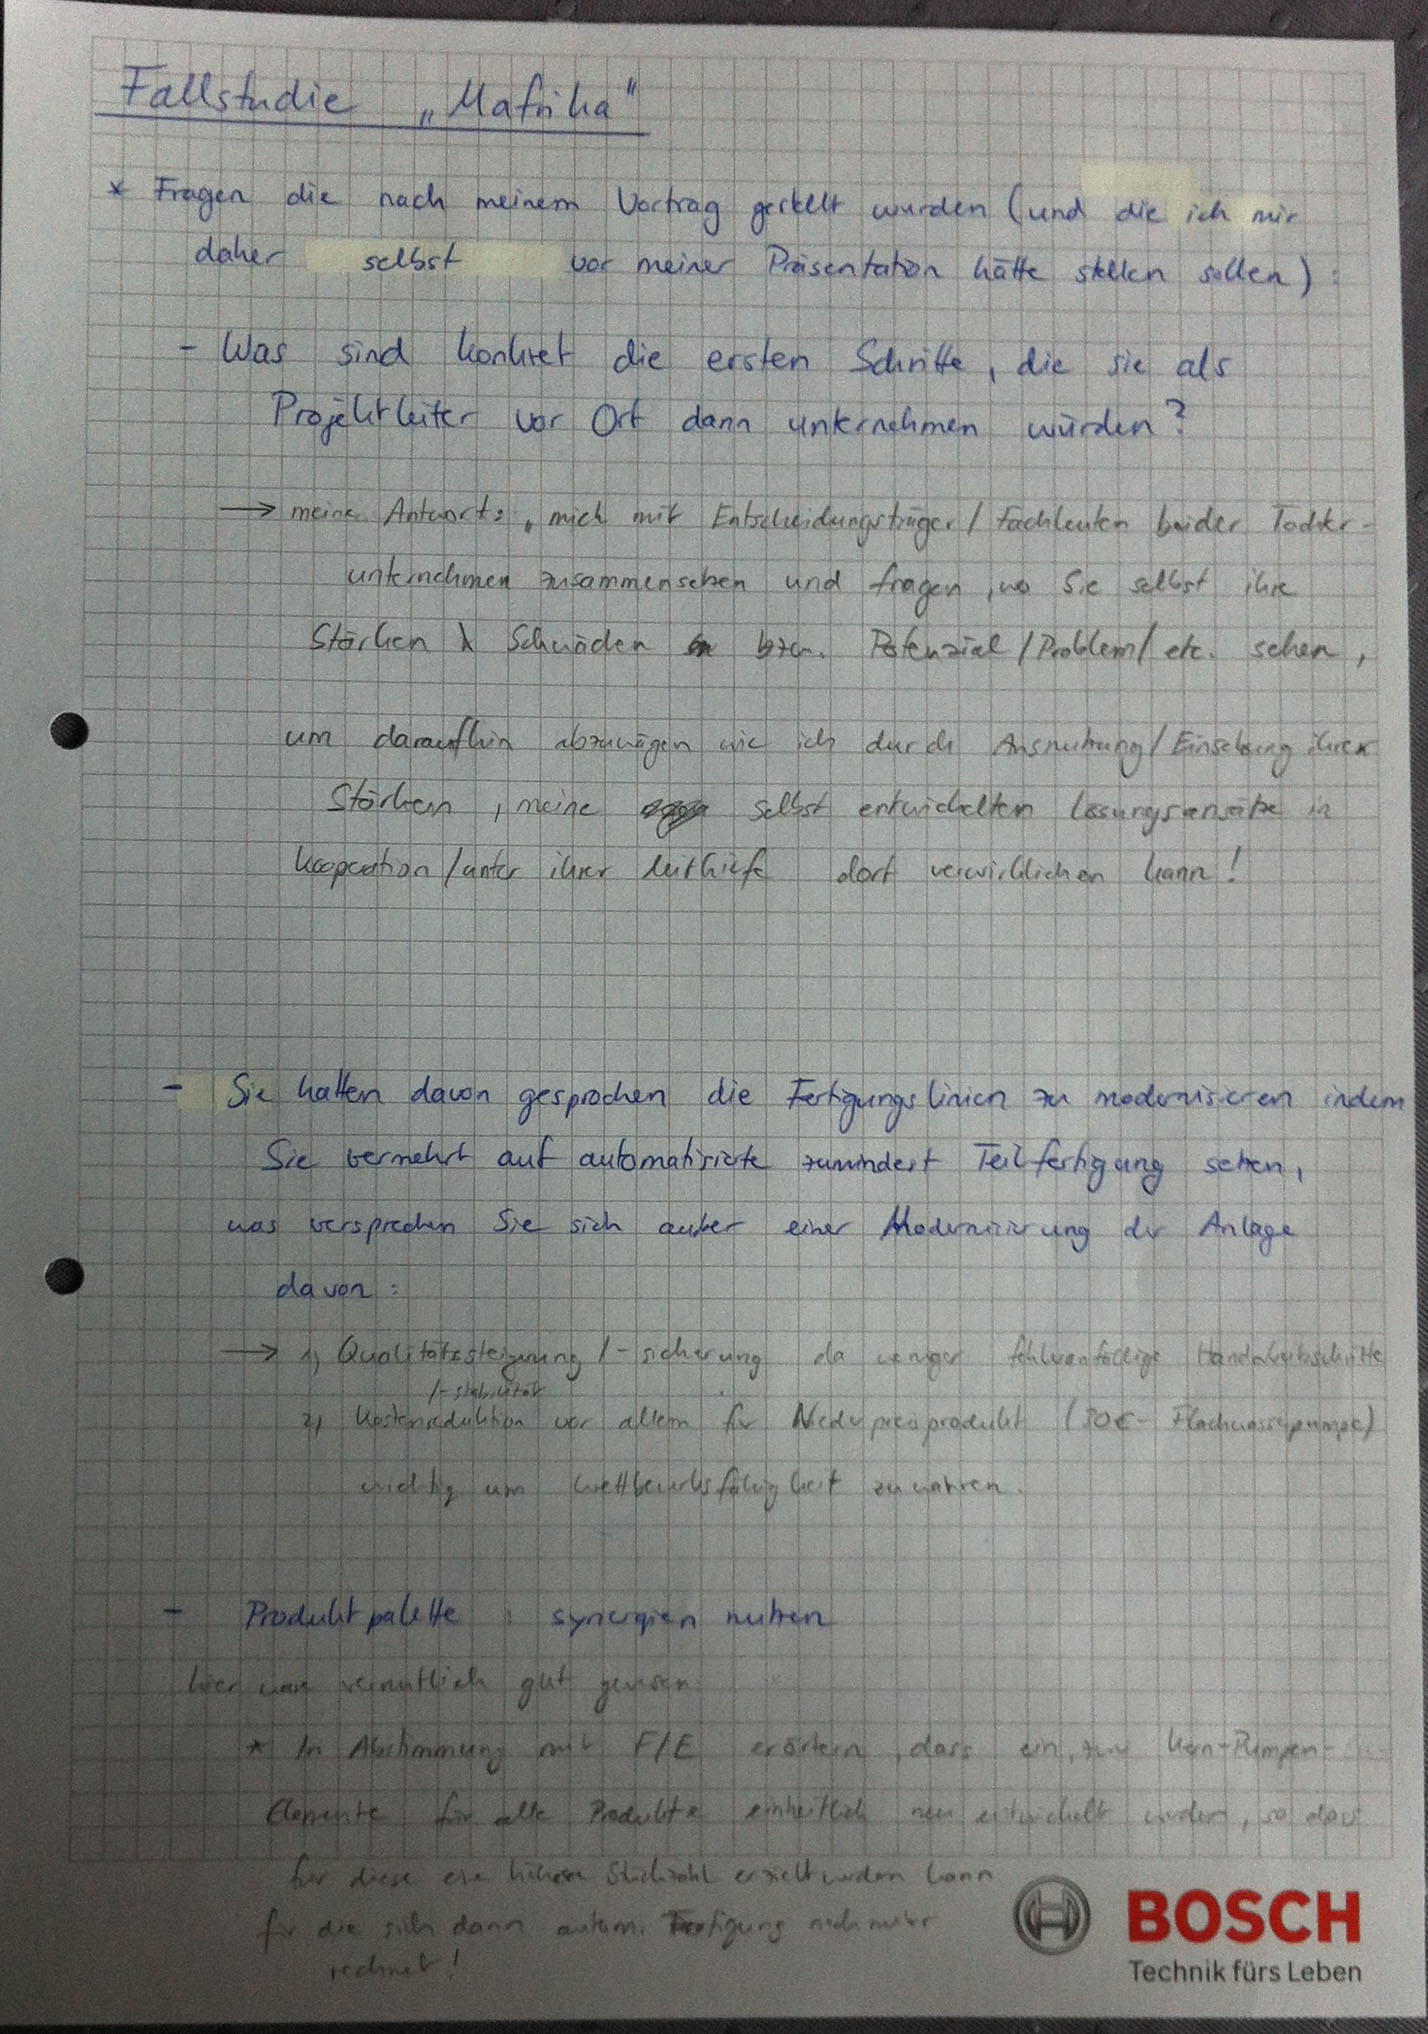 Fallstudie „Mafrika"
* Fragen die nach meinem Vortrag gestellt wurden (und die ich mir
daher selbst vor meiner Präsentation hätte stellen sollen) :
- Was sind konkret die ersten Schritte, die sie als
Projektleiter vor Ort dann unternehmen würden?
→ meine Antwort: „mich mit Entscheidungsträger / Fachleuten beider Tochter-
unternehmen zusammensetzen und fragen, wo Sie selbst ihre
Stärken & Schwächen bzw. Potenzial / Problem / etc. sehen,
um daraufhin abzuwägen wie ich durch Ausnutzung / Einsetzung ihrer
Stärken, meine selbst entwickelten Lösungsansätze in
Kooperation / unter ihrer Mithilfe dort verwirklichen kann!
- Sie hatten davon gesprochen die Fertigungslinien zu modernisieren indem
Sie vermehrt auf automatisierte zumindest Teilfertigung setzen,
was versprechen Sie sich außer einer Modernisierung der Anlage
davon :
→ 1) Qualitätssteigerung / -sicherung da weniger fehleranfällige Handarbeitsschritte
/-stabilität
2) Kostenreduktion vor allem für Niederpreisprodukt (30€- Flachwasserpumpe)
wichtig um Wettbewerbsfähigkeit zu wahren.
- Produktpalette : synergien nutzen
hier wäre vermutlich gut gewesen
* In Abstimmung mit F/E erörtern, dass ein, zwei Kern-Pumpen-
Elemente für alle Produkte einheitlich neu entwickelt werden, so dass
für diese eine höhere Stückzahl erzielt werden kann
für die sich dann autom. Fertigung noch mehr
rechnet!
BOSCH
Technik fürs Leben